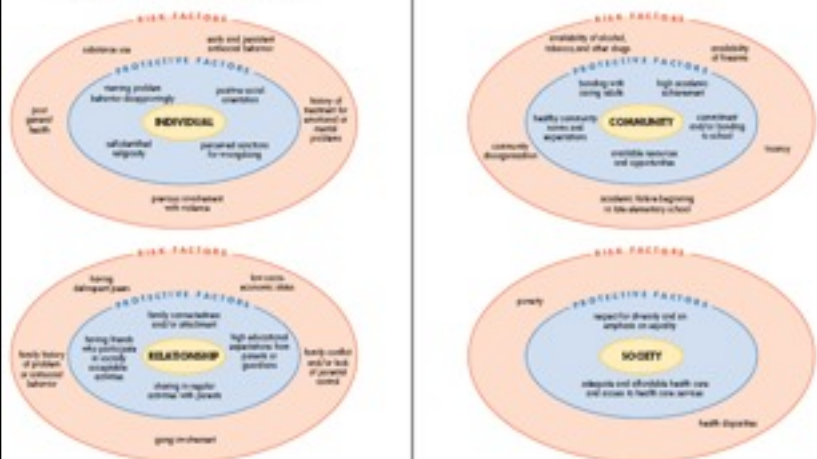 RISK FACTORS
substance use
early and persistent
antisocial behavior
PROTECTIVE FACTORS
viewing problem
behavior disapprovingly
positive social
orientation
poor
general
health
INDIVIDUAL
history of
treatment for
emotional or
mental
problems
self-identified
religiosity
perceived sanctions
for wrongdoing
previous involvement
with violence
RISK FACTORS
availability of alcohol,
tobacco, and other drugs
availability
of firearms
PROTECTIVE FACTORS
bonding with
caring adults
high academic
achievement
healthy community
norms and
expectations
COMMUNITY
commitment
and/or bonding
to school
community
disorganization
truancy
available resources
and opportunities
academic failure beginning
in late elementary school
RISK FACTORS
having
delinquent peers
low socio-
economic status
PROTECTIVE FACTORS
family connectedness
and/or attachment
having friends
who participate
in socially
acceptable
activities
RELATIONSHIP
high educational
expectations from
parents or
guardians
family history
of problem
or antisocial
behavior
family conflict
and/or lack
of parental
control
sharing in regular
activities with parents
gang involvement
RISK FACTORS
poverty
PROTECTIVE FACTORS
respect for diversity and an
emphasis on equality
SOCIETY
adequate and affordable health care
and access to health care services
health disparities